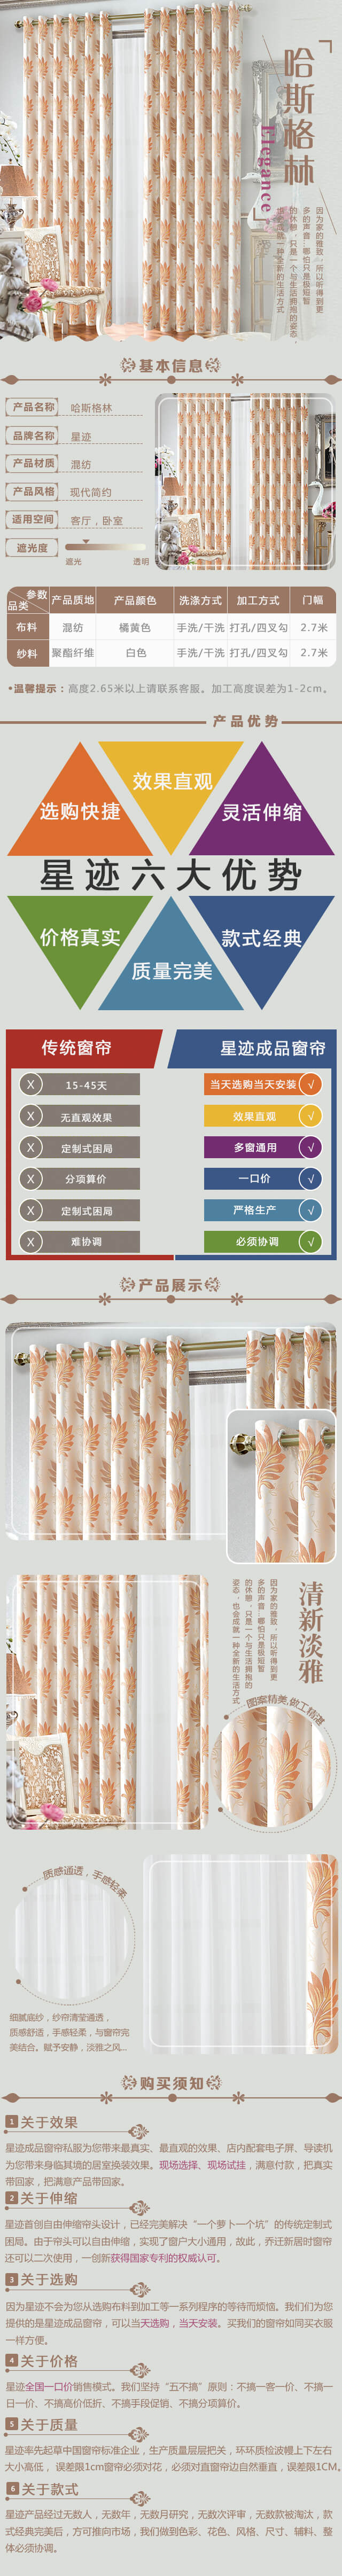 哈斯格林
Elegance
因为家的雅致，所以听得到更
多的声音…哪怕只是极短暂
的休憩，只是一个与生活拥抱的姿态，
也会成就一种全新的生活方式
基本信息
产品名称 哈斯格林
品牌名称 星迹
产品材质 混纺
产品风格 现代简约
适用空间 客厅，卧室
遮光度
遮光 透明
参数 品类 产品质地 产品颜色 洗涤方式 加工方式 门幅
布料 混纺 橘黄色 手洗/干洗 打孔/四叉勾 2.7米
纱料 聚酯纤维 白色 手洗/干洗 打孔/四叉勾 2.7米
•温馨提示：高度2.65米以上请联系客服。加工高度误差为1-2cm。
产品优势
选购快捷 效果直观 灵活伸缩
星迹六大优势
价格真实 质量完美 款式经典
传统窗帘 星迹成品窗帘
X 15-45天 当天选购当天安装 √
X 无直观效果 效果直观 √
X 定制式困局 多窗通用 √
X 分项算价 一口价 √
X 定制式困局 严格生产 √
X 难协调 必须协调 √
产品展示
清新淡雅
因为家的雅致，所以听得到更
多的声音…哪怕只是极短暂
的休憩，只是一个与生活拥抱的
姿态，也会成就一种全新的生活方式
图案精美，做工精湛
质感通透，手感轻柔
细腻底纱，纱帘清莹通透，
质感舒适，手感轻柔，与窗帘完
美结合。赋予安静，淡雅之风...
购买须知
1 关于效果
星迹成品窗帘私服为您带来最真实、最直观的效果、店内配套电子屏、导读机
为您带来身临其境的居室换装效果。现场选择、现场试挂，满意付款，把真实
带回家，把满意产品带回家。
2 关于伸缩
星迹首创自由伸缩帘头设计，已经完美解决“一个萝卜一个坑”的传统定制式
困局。由于帘头可以自由伸缩，实现了窗户大小通用，故此，乔迁新居时窗帘
还可以二次使用，一创新获得国家专利的权威认可。
3 关于选购
因为星迹不会为您从选购布料到加工等一系列程序的等待而烦恼。我们们为您
提供的是星迹成品窗帘，可以当天选购，当天安装。买我们的窗帘如同买衣服
一样方便。
4 关于价格
星迹全国一口价销售模式。我们坚持“五不搞”原则：不搞一客一价、不搞一
日一价、不搞高价低折、不搞手段促销、不搞分项算价。
5 关于质量
星迹率先起草中国窗帘标准企业，生产质量层层把关，环环质检波幔上下左右
大小高低，误差限1cm窗帘必须对花，必须对直窗帘边自然垂直，误差限1CM。
6 关于款式
星迹产品经过无数人，无数年，无数月研究，无数次评审，无数款被淘汰，款
式经典完美后，方可推向市场，我们做到色彩、花色、风格、尺寸、辅料、整
体必须协调。